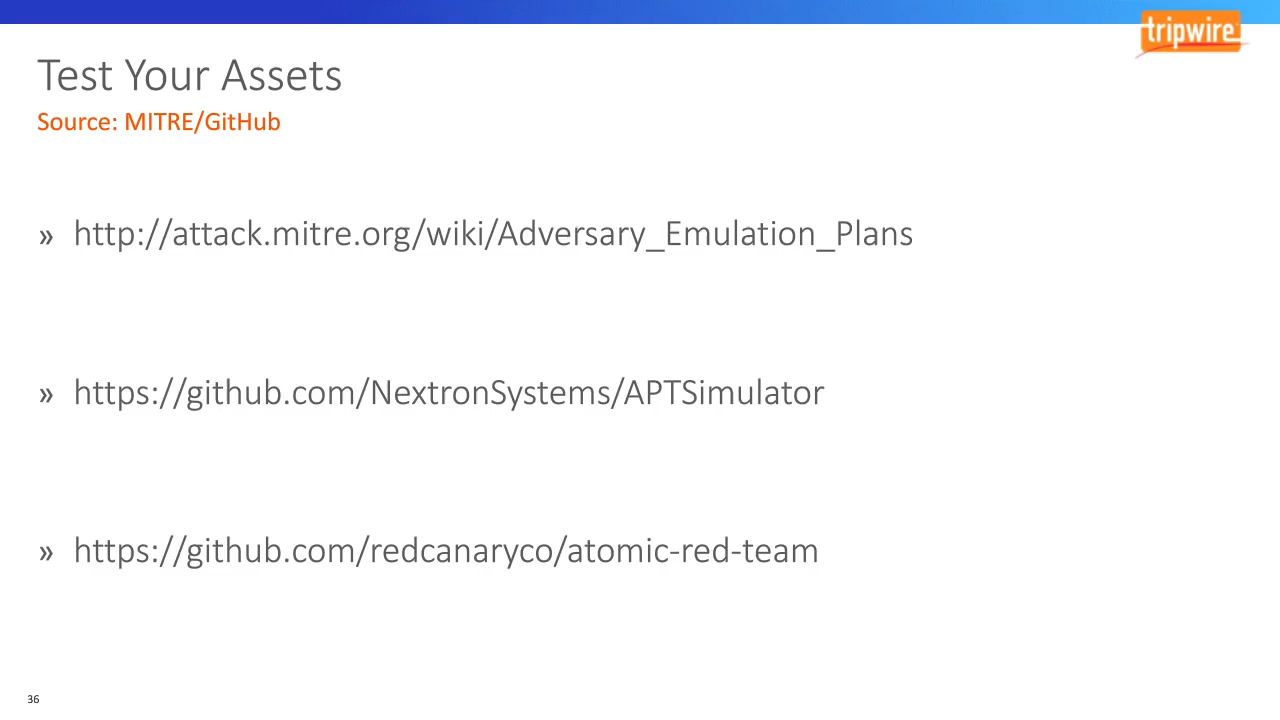 tripwire
Test Your Assets
Source: MITRE/GitHub
» http://attack.mitre.org/wiki/Adversary_Emulation_Plans
» https://github.com/NextronSystems/APTSimulator
» https://github.com/redcanaryco/atomic-red-team
36